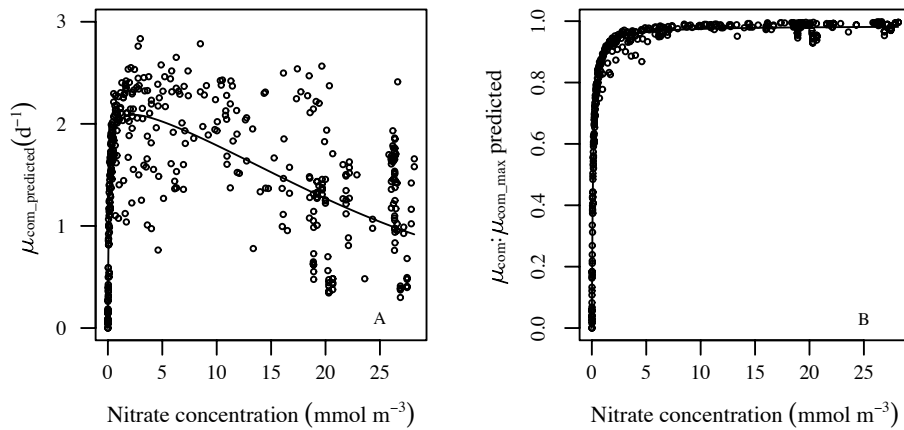 μcom_predicted(d⁻¹)
3
2
1
0
A
0 5 10 15 20 25
Nitrate concentration (mmol m⁻³)
μcom:μcom_max predicted
1.0
0.8
0.6
0.4
0.2
0.0
B
0 5 10 15 20 25
Nitrate concentration (mmol m⁻³)